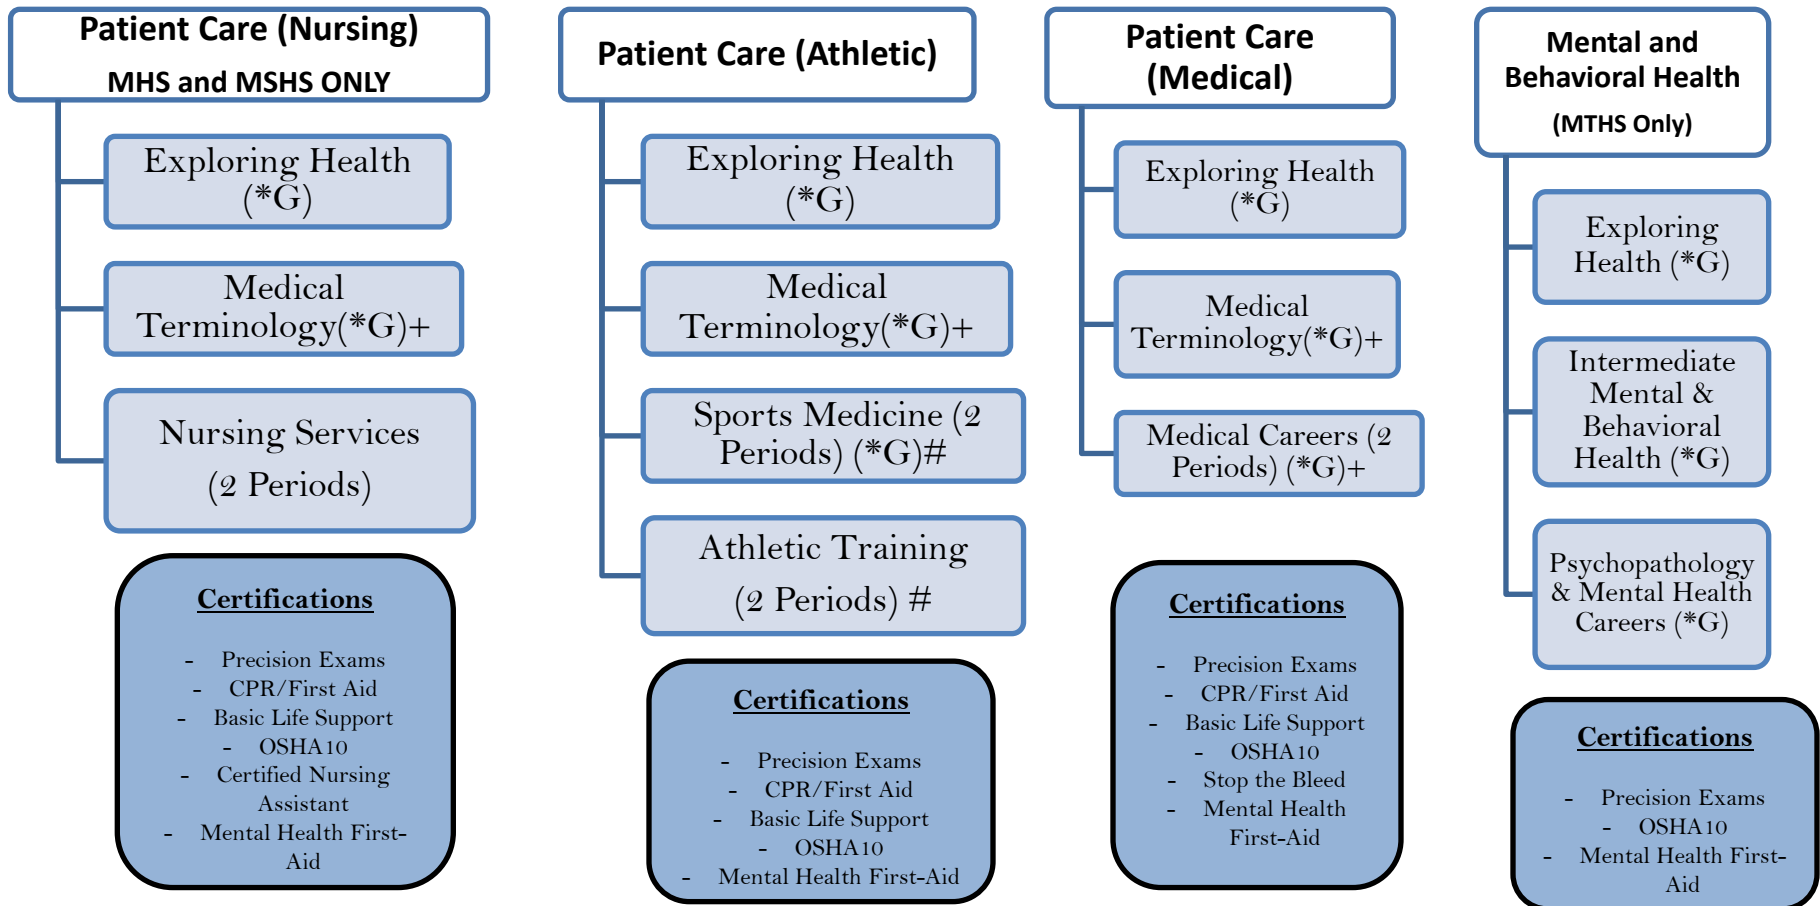 Patient Care (Nursing)
MHS and MSHS ONLY
Exploring Health
(*G)
Medical
Terminology(*G)+
Nursing Services
(2 Periods)
Certifications
- Precision Exams
- CPR/First Aid
- Basic Life Support
- OSHA10
- Certified Nursing
Assistant
- Mental Health First-
Aid
Patient Care (Athletic)
Exploring Health
(*G)
Medical
Terminology(*G)+
Sports Medicine (2
Periods) (*G)#
Athletic Training
(2 Periods) #
Certifications
- Precision Exams
- CPR/First Aid
- Basic Life Support
- OSHA10
- Mental Health First-Aid
Patient Care
(Medical)
Exploring Health
(*G)
Medical
Terminology(*G)+
Medical Careers (2
Periods) (*G)+
Certifications
- Precision Exams
- CPR/First Aid
- Basic Life Support
- OSHA10
- Stop the Bleed
- Mental Health
First-Aid
Mental and
Behavioral Health
(MTHS Only)
Exploring
Health (*G)
Intermediate
Mental &
Behavioral
Health (*G)
Psychopathology
& Mental Health
Careers (*G)
Certifications
- Precision Exams
- OSHA10
- Mental Health First-
Aid